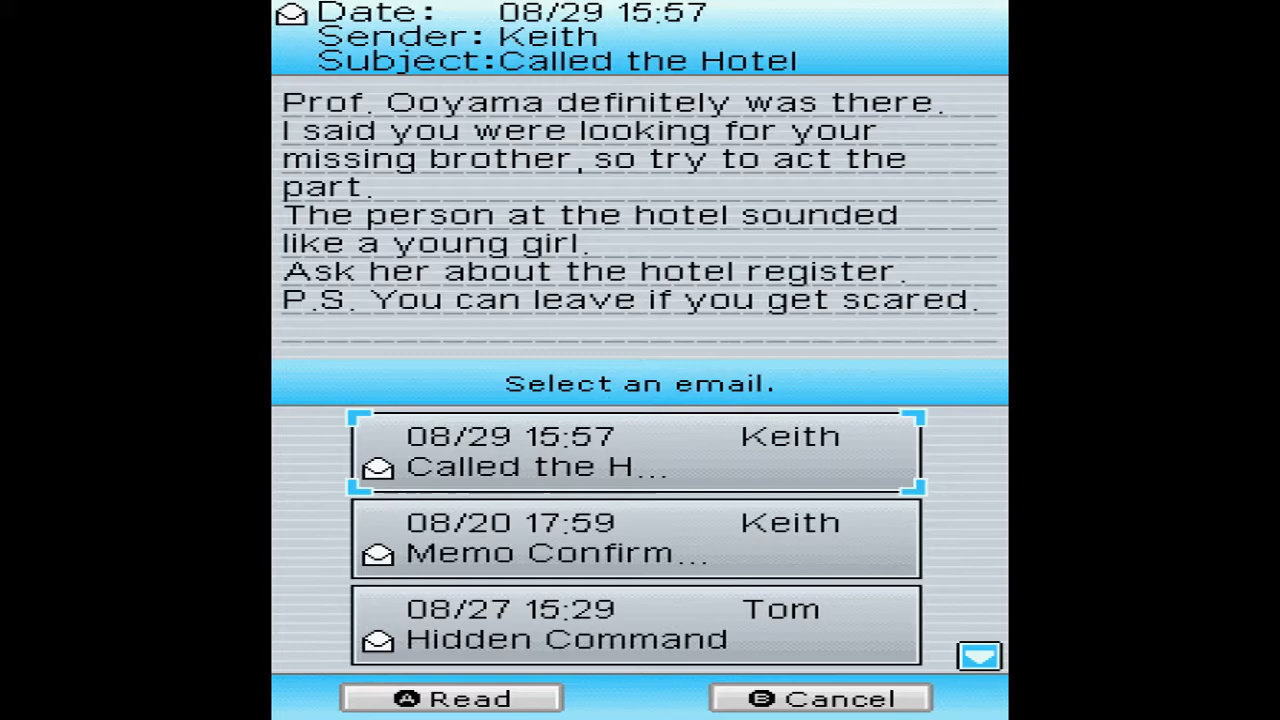 Date: 08/29 15:57
Sender: Keith
Subject:Called the Hotel
Prof. Ooyama definitely was there.
I said you were looking for your
missing brother, so try to act the
part.
The person at the hotel sounded
like a young girl.
Ask her about the hotel register.
P.S. You can leave if you get scared.
Select an email.
08/29 15:57 Keith
Called the H...
08/20 17:59 Keith
Memo Confirm...
08/27 15:29 Tom
Hidden Command
A Read B Cancel